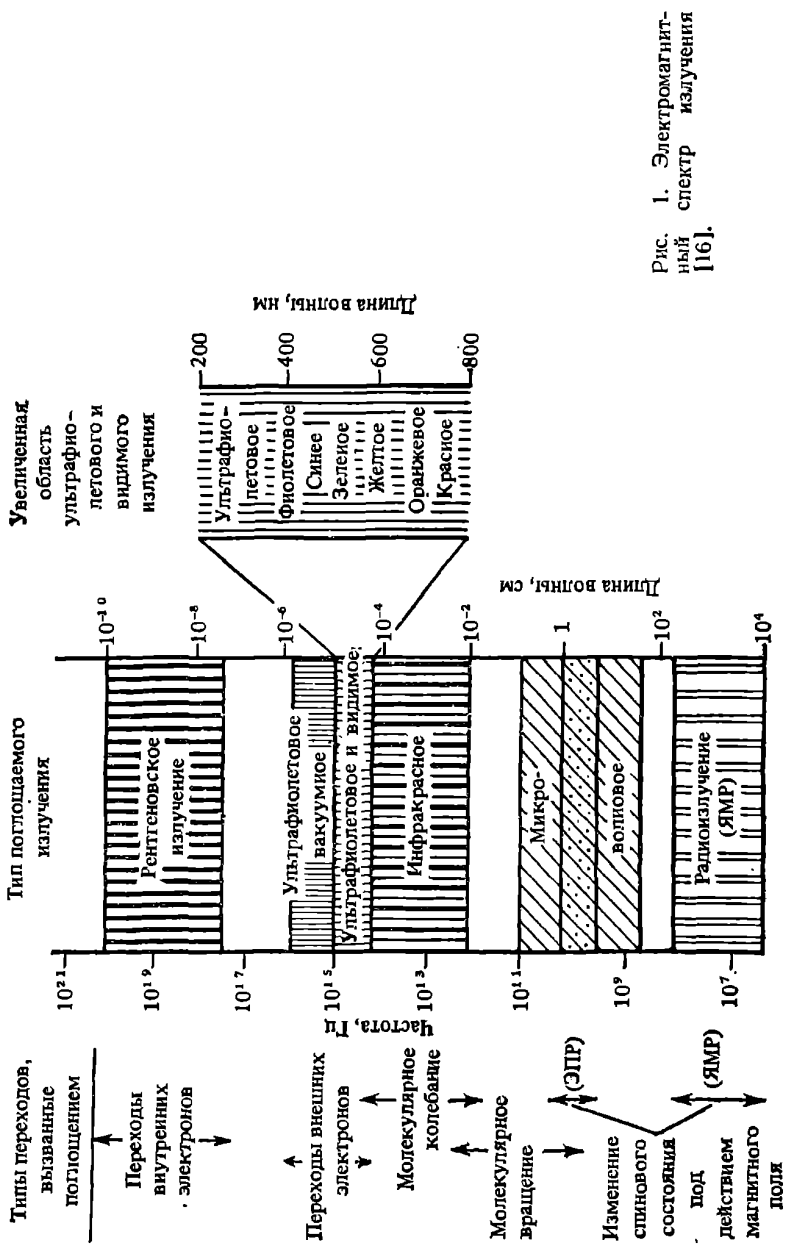 Типы переходов,
вызванные
поглощением
Переходы
внутренних
электронов
Переходы внешних
электронов
Молекулярное
колебание
Молекулярное
вращение
(ЭПР)
Изменение
спинового
состояния
под
действием
магнитного
поля
(ЯМР)
Частота, Гц
10²¹
10¹⁹
10¹⁷
10¹⁵
10¹³
10¹¹
10⁹
10⁷
Тип поглощаемого
излучения
Рентгеновское
излучение
Ультрафиолетовое
вакуумное
Ультрафиолетовое и видимое
Инфракрасное
Микро-
волновое
Радиоизлучение
(ЯМР)
10⁻¹⁰
10⁻⁸
10⁻⁶
10⁻⁴
10⁻²
1
10²
10⁴
Длина волны, см
Увеличенная
область
ультрафио-
летового и
видимого
излучения
Ультрафио-
летовое
Фиолетовое
Синее
Зеленое
Желтое
Оранжевое
Красное
200
400
600
800
Длина волны, нм
Рис. 1. Электромагнит-
ный спектр излучения
[16].